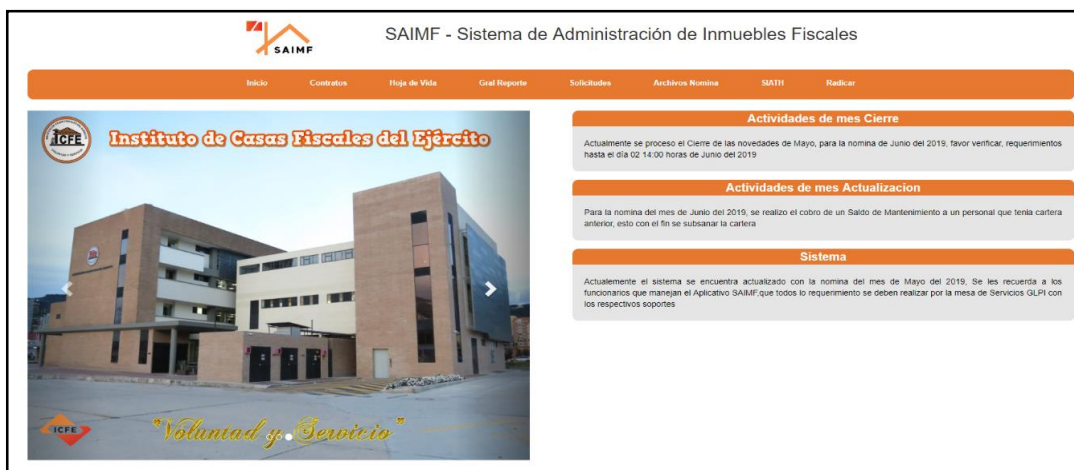 SAIMF
SAIMF - Sistema de Administración de Inmuebles Fiscales
Inicio Contratos Hoja de Vida Gral Reporte Solicitudes Archivos Nomina SIATH Radicar
ICFE
Instituto de Casas Fiscales del Ejército
"Voluntad y Servicio"
ICFE
Actividades de mes Cierre
Actualmente se proceso el Cierre de las novedades de Mayo, para la nomina de Junio del 2019, favor verificar, requerimientos
hasta el día 02 14:00 horas de Junio del 2019
Actividades de mes Actualizacion
Para la nomina del mes de Junio del 2019, se realizo el cobro de un Saldo de Mantenimiento a un personal que tenia cartera
anterior, esto con el fin se subsanar la cartera
Sistema
Actualemente el sistema se encuentra actualizado con la nomina del mes de Mayo del 2019, Se les recuerda a los
funcionarios que manejan el Aplicativo SAIMF,que todos lo requerimiento se deben realizar por la mesa de Servicios GLPI con
los respectivos soportes